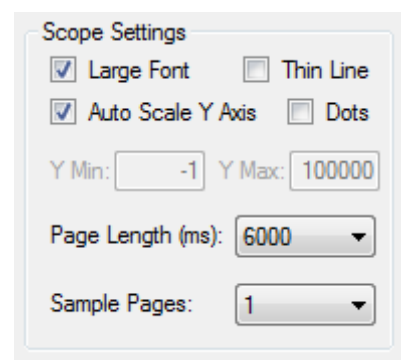 Scope Settings
Large Font Thin Line
Auto Scale Y Axis Dots
Y Min: -1 Y Max: 100000
Page Length (ms): 6000
Sample Pages: 1